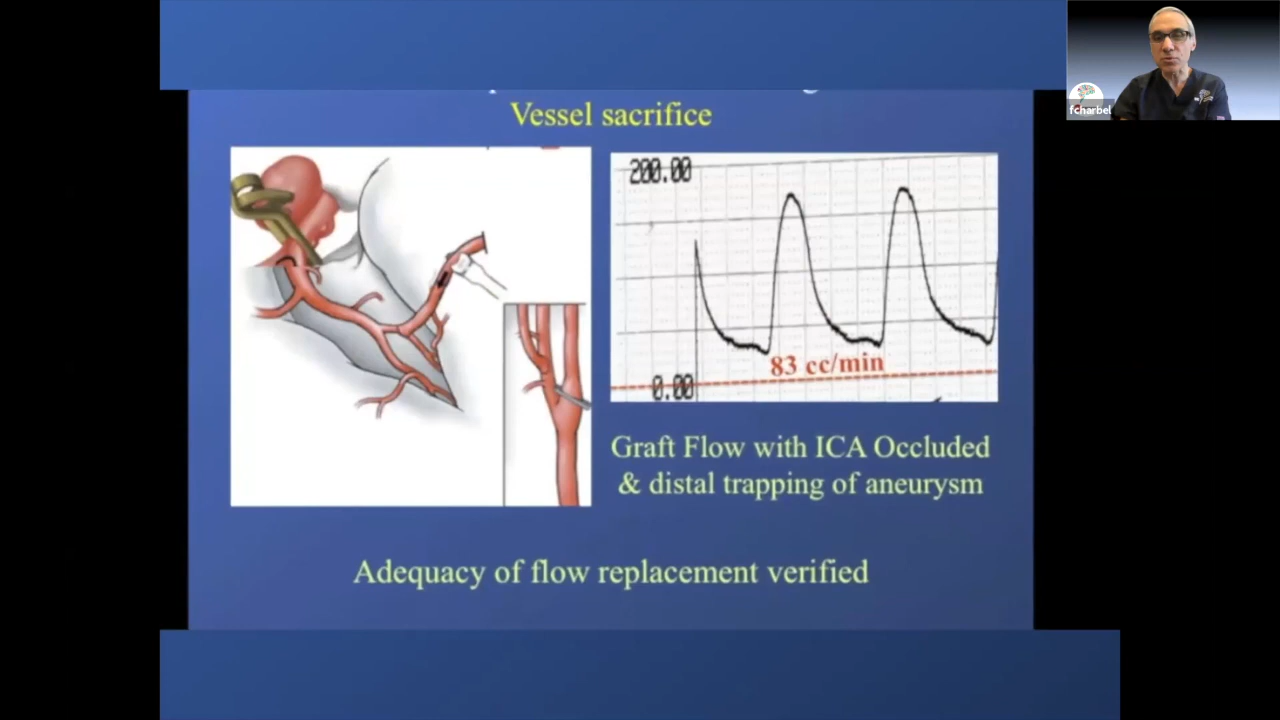 fcharbel
Vessel sacrifice
200.00
83 cc/min
0.00
Graft Flow with ICA Occluded
& distal trapping of aneurysm
Adequacy of flow replacement verified